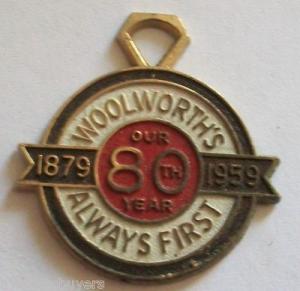 WOOLWORTH'S
OUR
1879 80TH 1959
YEAR
ALWAYS FIRST